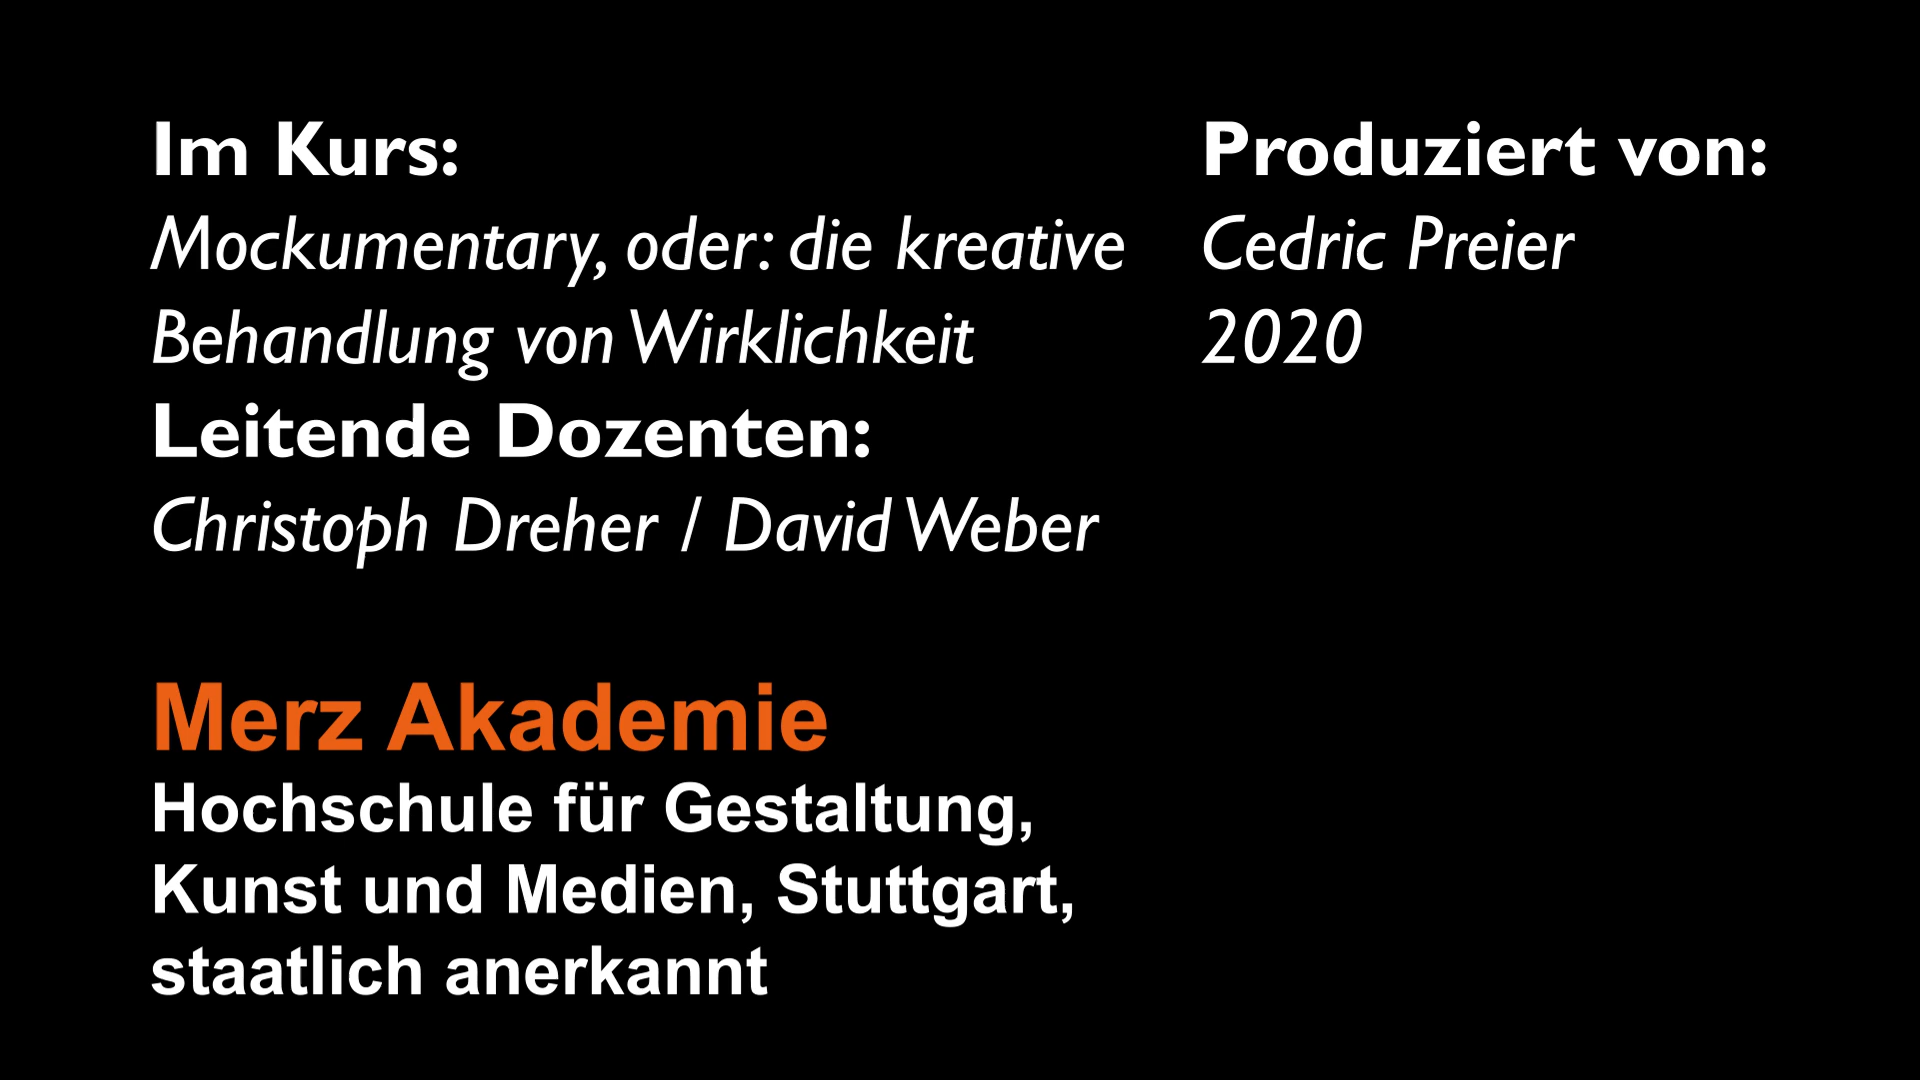 Im Kurs:
Mockumentary, oder: die kreative
Behandlung von Wirklichkeit
Leitende Dozenten:
Christoph Dreher / David Weber
Produziert von:
Cedric Preier
2020
Merz Akademie
Hochschule für Gestaltung,
Kunst und Medien, Stuttgart,
staatlich anerkannt